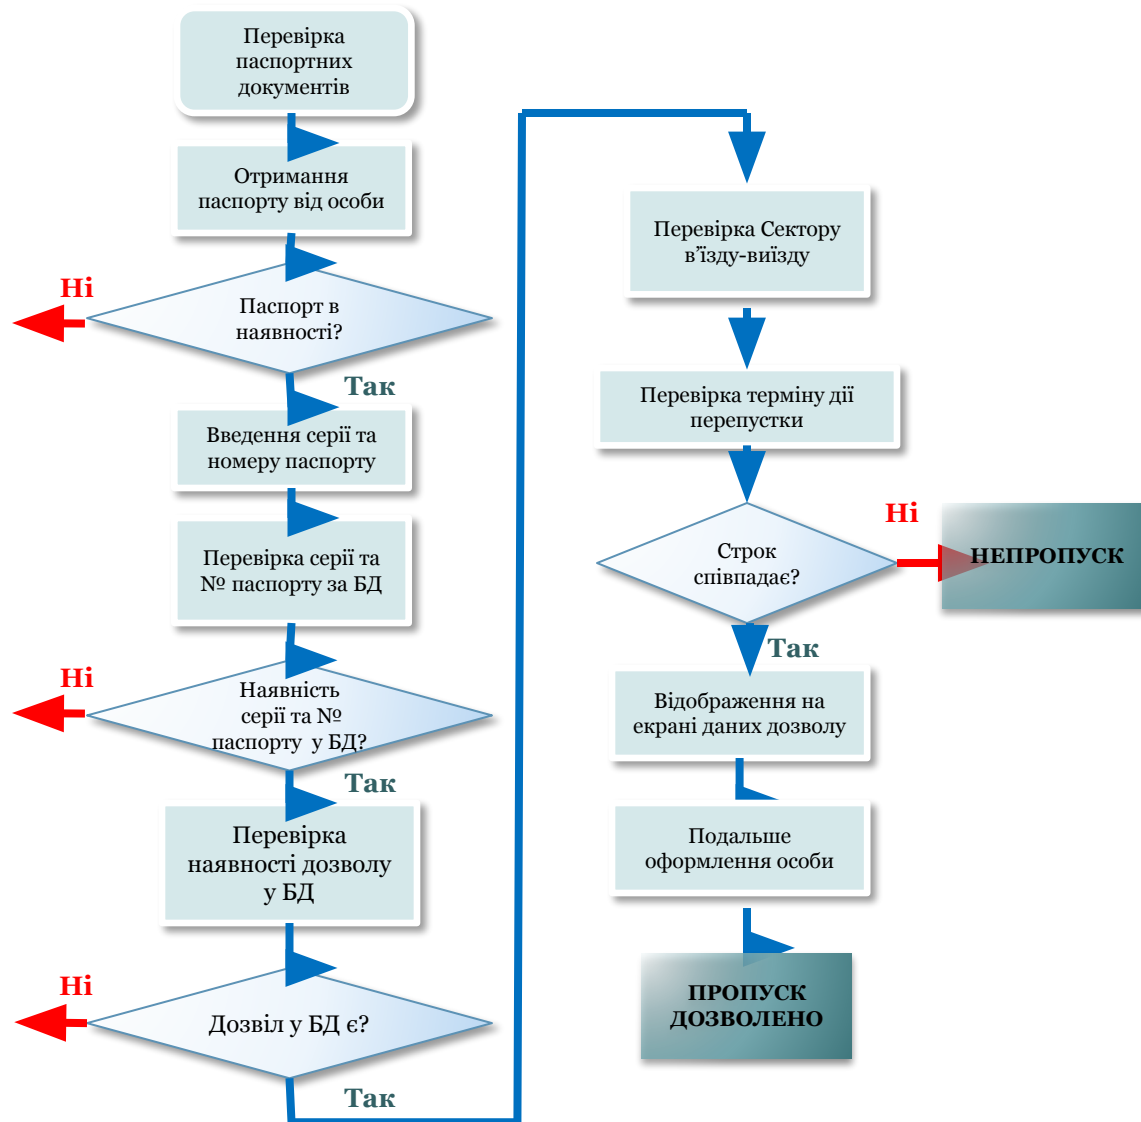 Перевірка
паспортних
документів
Отримання
паспорту від особи
Ні
Паспорт в
наявності?
Так
Введення серії та
номеру паспорту
Перевірка серії та
№ паспорту за БД
Ні
Наявність
серії та №
паспорту у БД?
Так
Перевірка
наявності дозволу
у БД
Ні
Дозвіл у БД є?
Так
Перевірка Сектору
в’їзду-виїзду
Перевірка терміну дії
перепустки
Ні
Строк
співпадає?
НЕПРОПУСК
Так
Відображення на
екрані даних дозволу
Подальше
оформлення особи
ПРОПУСК
ДОЗВОЛЕНО